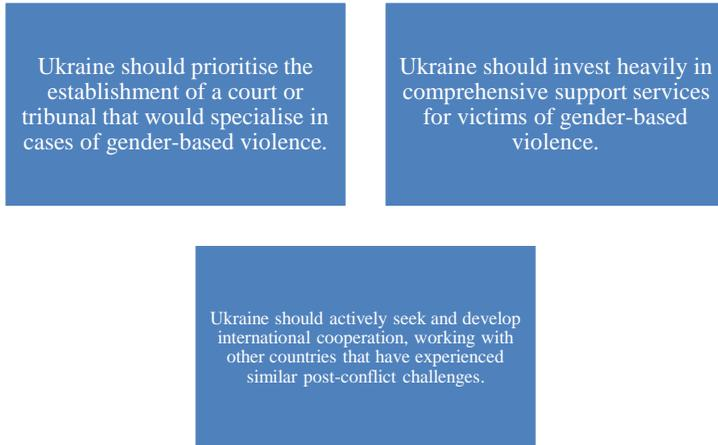 Ukraine should prioritise the
establishment of a court or
tribunal that would specialise in
cases of gender-based violence.
Ukraine should invest heavily in
comprehensive support services
for victims of gender-based
violence.
Ukraine should actively seek and develop
international cooperation, working with
other countries that have experienced
similar post-conflict challenges.